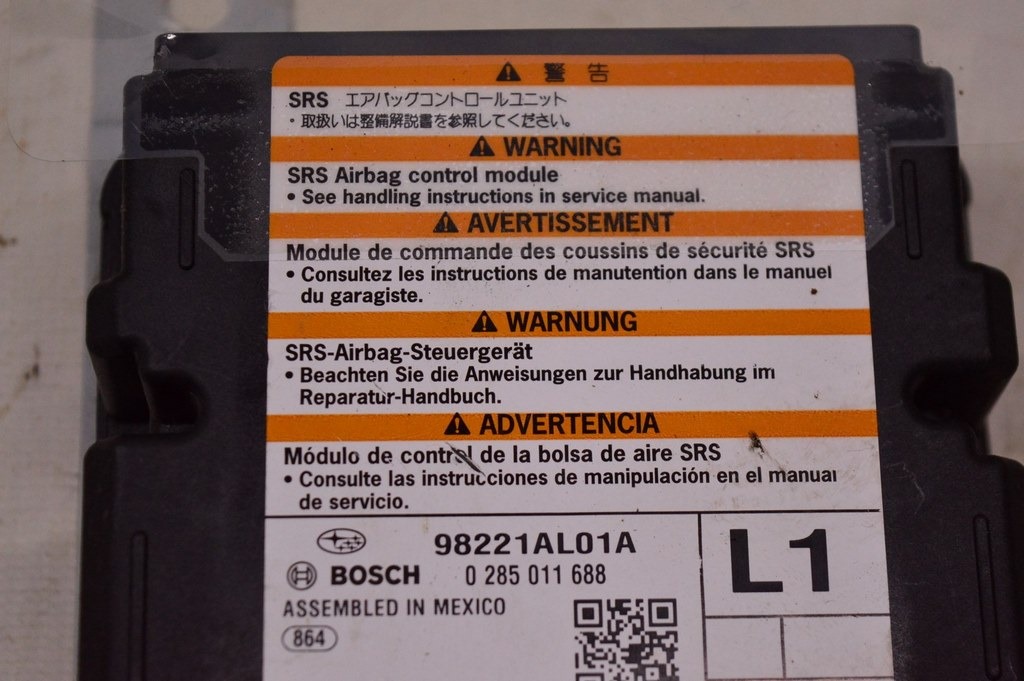 警告
SRS エアバッグコントロールユニット
・取扱いは整備解説書を参照してください。
WARNING
SRS Airbag control module
• See handling instructions in service manual.
AVERTISSEMENT
Module de commande des coussins de sécurité SRS
• Consultez les instructions de manutention dans le manuel
du garagiste.
WARNUNG
SRS-Airbag-Steuergerät
• Beachten Sie die Anweisungen zur Handhabung im
Reparatur-Handbuch.
ADVERTENCIA
Módulo de control de la bolsa de aire SRS
• Consulte las instrucciones de manipulación en el manual
de servicio.
98221AL01A
L1
BOSCH 0 285 011 688
ASSEMBLED IN MEXICO
864